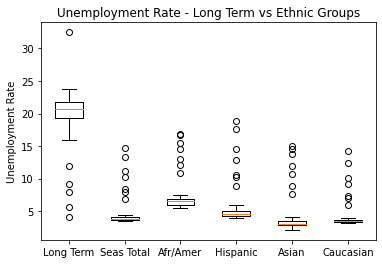 Unemployment Rate - Long Term vs Ethnic Groups
Unemployment Rate
30
25
20
15
10
5
Long Term Seas Total Afr/Amer Hispanic Asian Caucasian